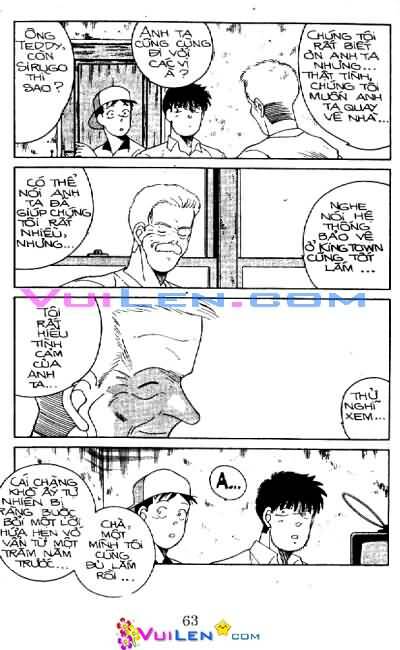 ÔNG
TEDDY,
CÒN
SIRUGO
THÌ
SAO?
ANH TA
CŨNG CÙNG
ĐI VỚI
CÁC VỊ
À?
CHÚNG TÔI
RẤT BIẾT
ƠN ANH TA
NHƯNG...
THẬT TÌNH,
CHÚNG TÔI
MUỐN ANH
TA QUAY
VỀ NHÀ...
CÓ THỂ
NÓI ANH
TA ĐÃ
GIÚP CHÚNG
TÔI RẤT
NHIỀU,
NHƯNG...
NGHE
NÓI HỆ
THỐNG
BẢO VỆ
Ở KINGTOWN
CŨNG TỐT
LẮM...
VUILEN.COM
TÔI
RẤT
HIỂU
TÌNH
CẢM
CỦA
ANH
TA...
THỬ
NGHĨ
XEM...
CÁI CHÀNG
KHỜ ẤY TỰ
NHIÊN BỊ
RÀNG BUỘC
BỞI MỘT LỜI
HỨA HẸN VỚ
VẨN TỪ MỘT
TRĂM NĂM
TRƯỚC...
CHÀ,
MỘT
MÌNH TÔI
CŨNG
ĐỦ LẮM
RỒI...
A...
63
VUILEN.COM